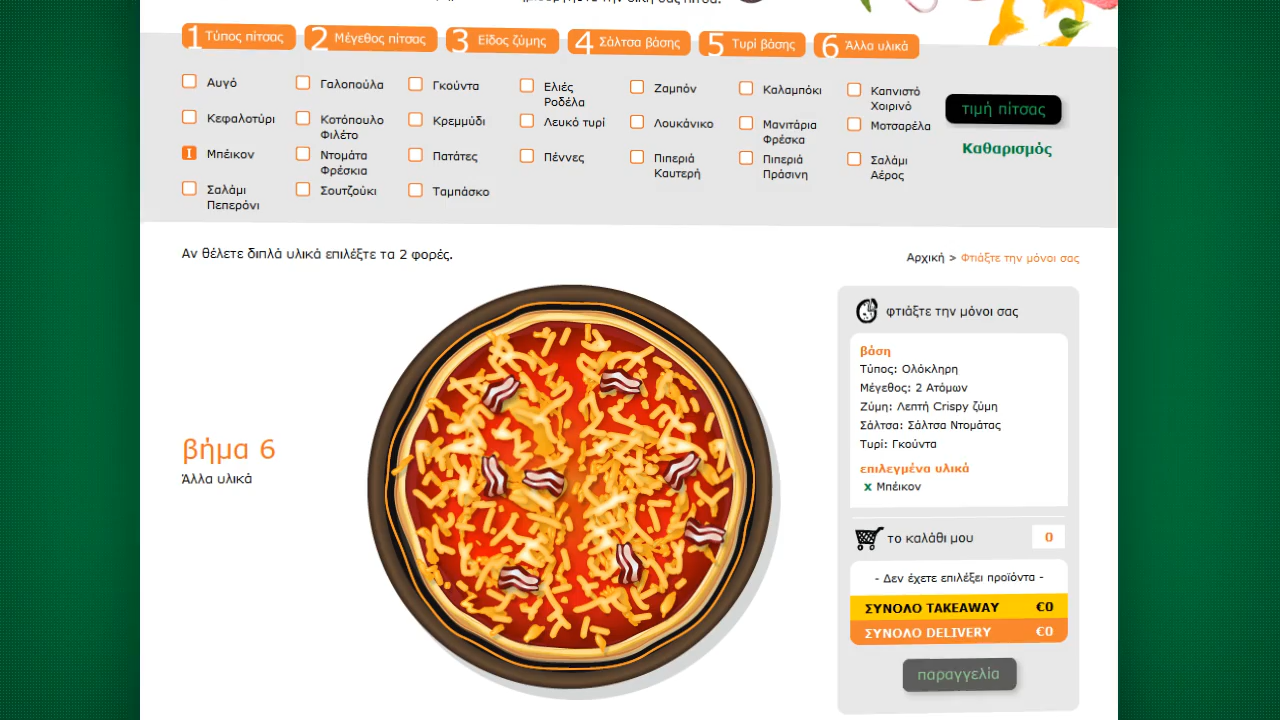 1 Τύπος πίτσας 2 Μέγεθος πίτσας 3 Είδος ζύμης 4 Σάλτσα βάσης 5 Τυρί βάσης 6 Άλλα υλικά
Αυγό
Γαλοπούλα
Γκούντα
Ελιές
Ροδέλα
Ζαμπόν
Καλαμπόκι
Καπνιστό
Χοιρινό
τιμή πίτσας
Κεφαλοτύρι
Κοτόπουλο
Φιλέτο
Κρεμμύδι
Λευκό τυρί
Λουκάνικο
Μανιτάρια
Φρέσκα
Μοτσαρέλα
Καθαρισμός
1 Μπέικον
Ντομάτα
Φρέσκια
Πατάτες
Πέννες
Πιπεριά
Καυτερή
Πιπεριά
Πράσινη
Σαλάμι
Αέρος
Σαλάμι
Πεπερόνι
Σουτζούκι
Ταμπάσκο
Αν θέλετε διπλά υλικά επιλέξτε τα 2 φορές.
Αρχική > Φτιάξτε την μόνοι σας
φτιάξτε την μόνοι σας
βάση
Τύπος: Ολόκληρη
Μέγεθος: 2 Ατόμων
Ζύμη: Λεπτή Crispy ζύμη
Σάλτσα: Σάλτσα Ντομάτας
Τυρί: Γκούντα
επιλεγμένα υλικά
x Μπέικον
βήμα 6
Άλλα υλικά
το καλάθι μου 0
- Δεν έχετε επιλέξει προϊόντα -
ΣΥΝΟΛΟ TAKEAWAY €0
ΣΥΝΟΛΟ DELIVERY €0
παραγγελία